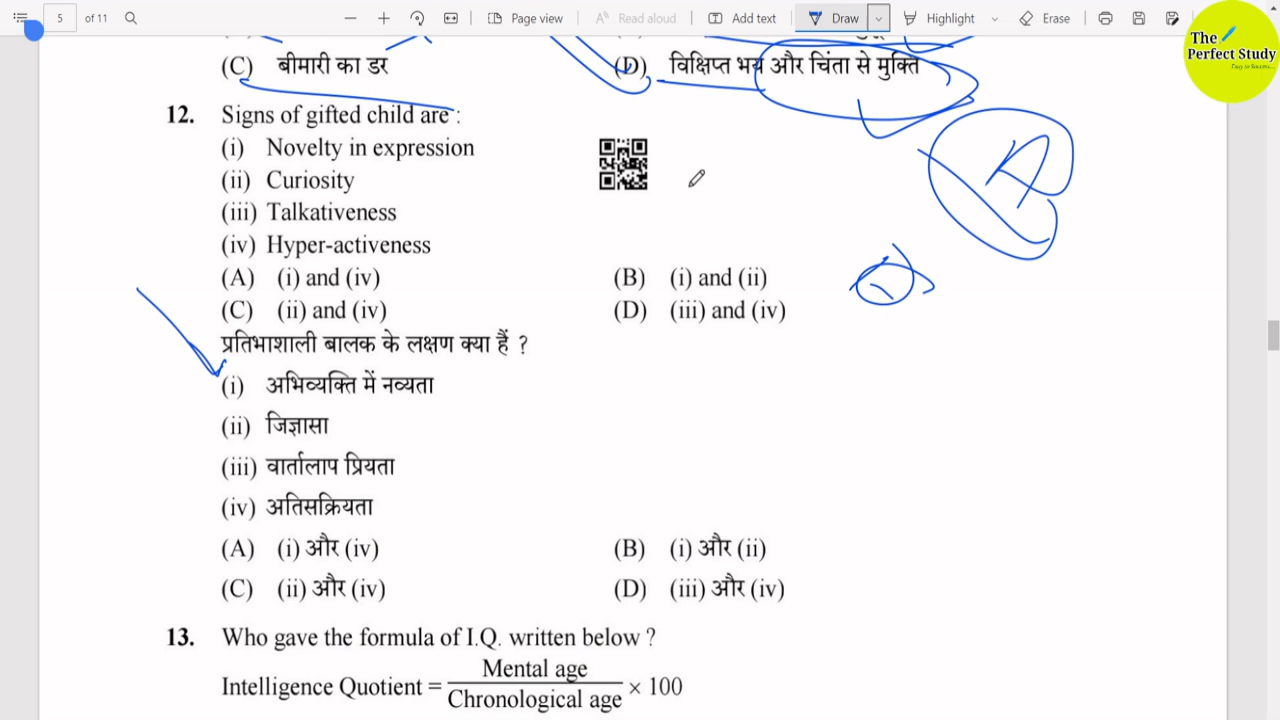 5 of 11 Page view Read aloud Add text Draw Highlight Erase
The Perfect Study
(C) बीमारी का डर (D) विक्षिप्त भय और चिंता से मुक्ति
12. Signs of gifted child are :
(i) Novelty in expression
(ii) Curiosity
(iii) Talkativeness
(iv) Hyper-activeness
(A) (i) and (iv) (B) (i) and (ii)
(C) (ii) and (iv) (D) (iii) and (iv)
प्रतिभाशाली बालक के लक्षण क्या हैं ?
(i) अभिव्यक्ति में नव्यता
(ii) जिज्ञासा
(iii) वार्तालाप प्रियता
(iv) अतिसक्रियता
(A) (i) और (iv) (B) (i) और (ii)
(C) (ii) और (iv) (D) (iii) और (iv)
13. Who gave the formula of I.Q. written below ?
Mental age
Intelligence Quotient = × 100
Chronological age